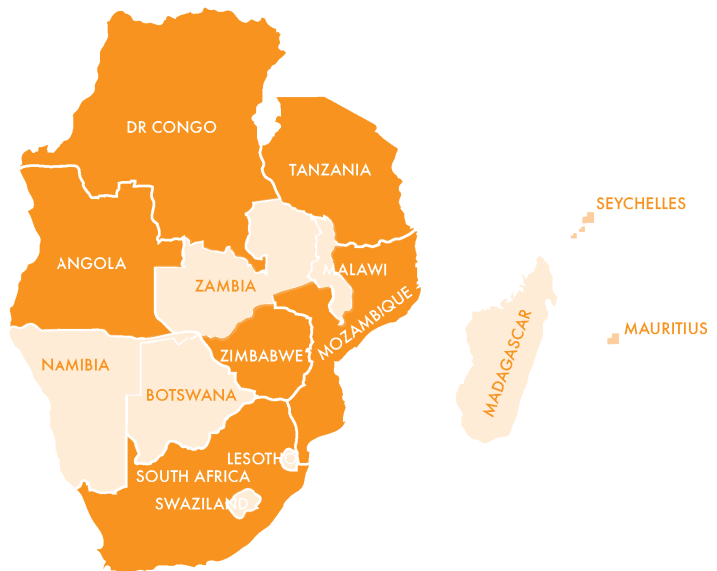 DR CONGO
TANZANIA
SEYCHELLES
ANGOLA
MALAWI
ZAMBIA
MOZAMBIQUE
MAURITIUS
MADAGASCAR
ZIMBABWE
NAMIBIA
BOTSWANA
LESOTHO
SOUTH AFRICA
SWAZILAND